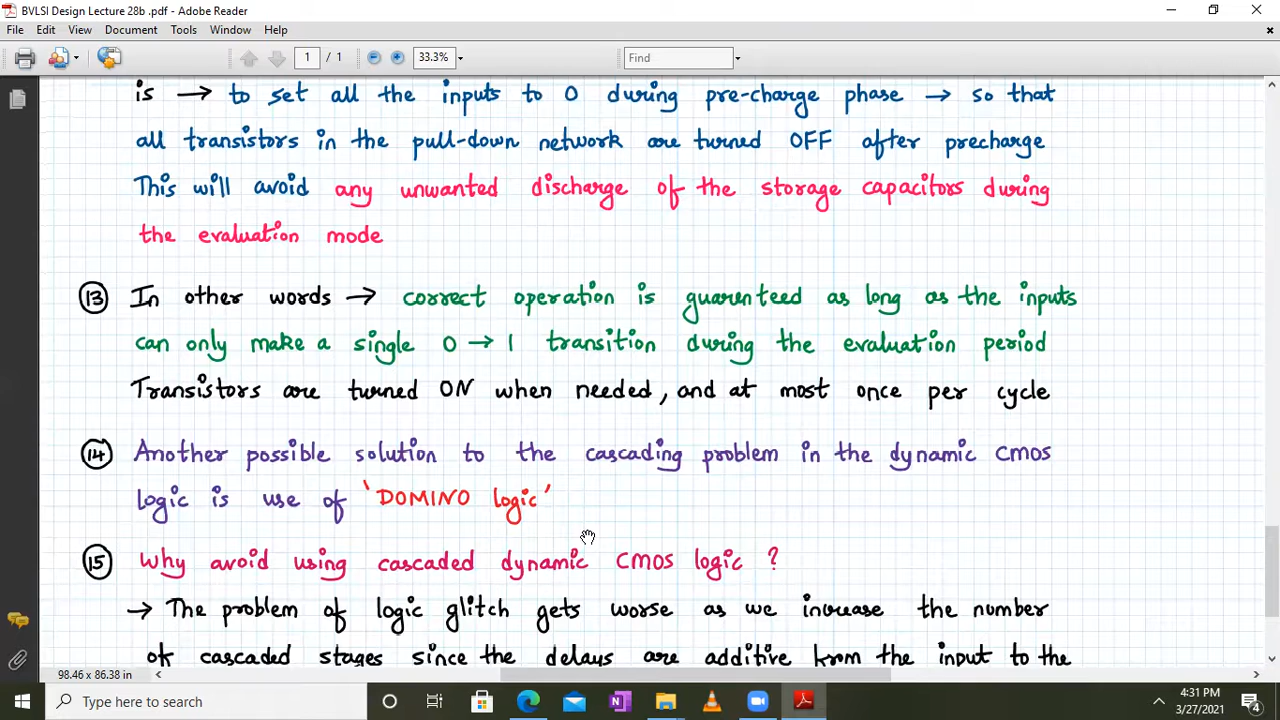 BVLSI Design Lecture 28b .pdf - Adobe Reader
File Edit View Document Tools Window Help
1 / 1 33.3% Find
is → to set all the inputs to 0 during pre-charge phase → so that
all transistors in the pull-down network are turned OFF after precharge
This will avoid any unwanted discharge of the storage capacitors during
the evaluation mode
13 In other words → correct operation is guarenteed as long as the inputs
can only make a single 0 → 1 transition during the evaluation period
Transistors are turned ON when needed, and at most once per cycle
14 Another possible solution to the cascading problem in the dynamic CMOS
logic is use of 'DOMINO logic'
15 Why avoid using cascaded dynamic CMOS logic ?
→ The problem of logic glitch gets worse as we increase the number
of cascaded stages since the delays are additive from the input to the
98.46 x 86.38 in
Type here to search
4:31 PM
3/27/2021
4